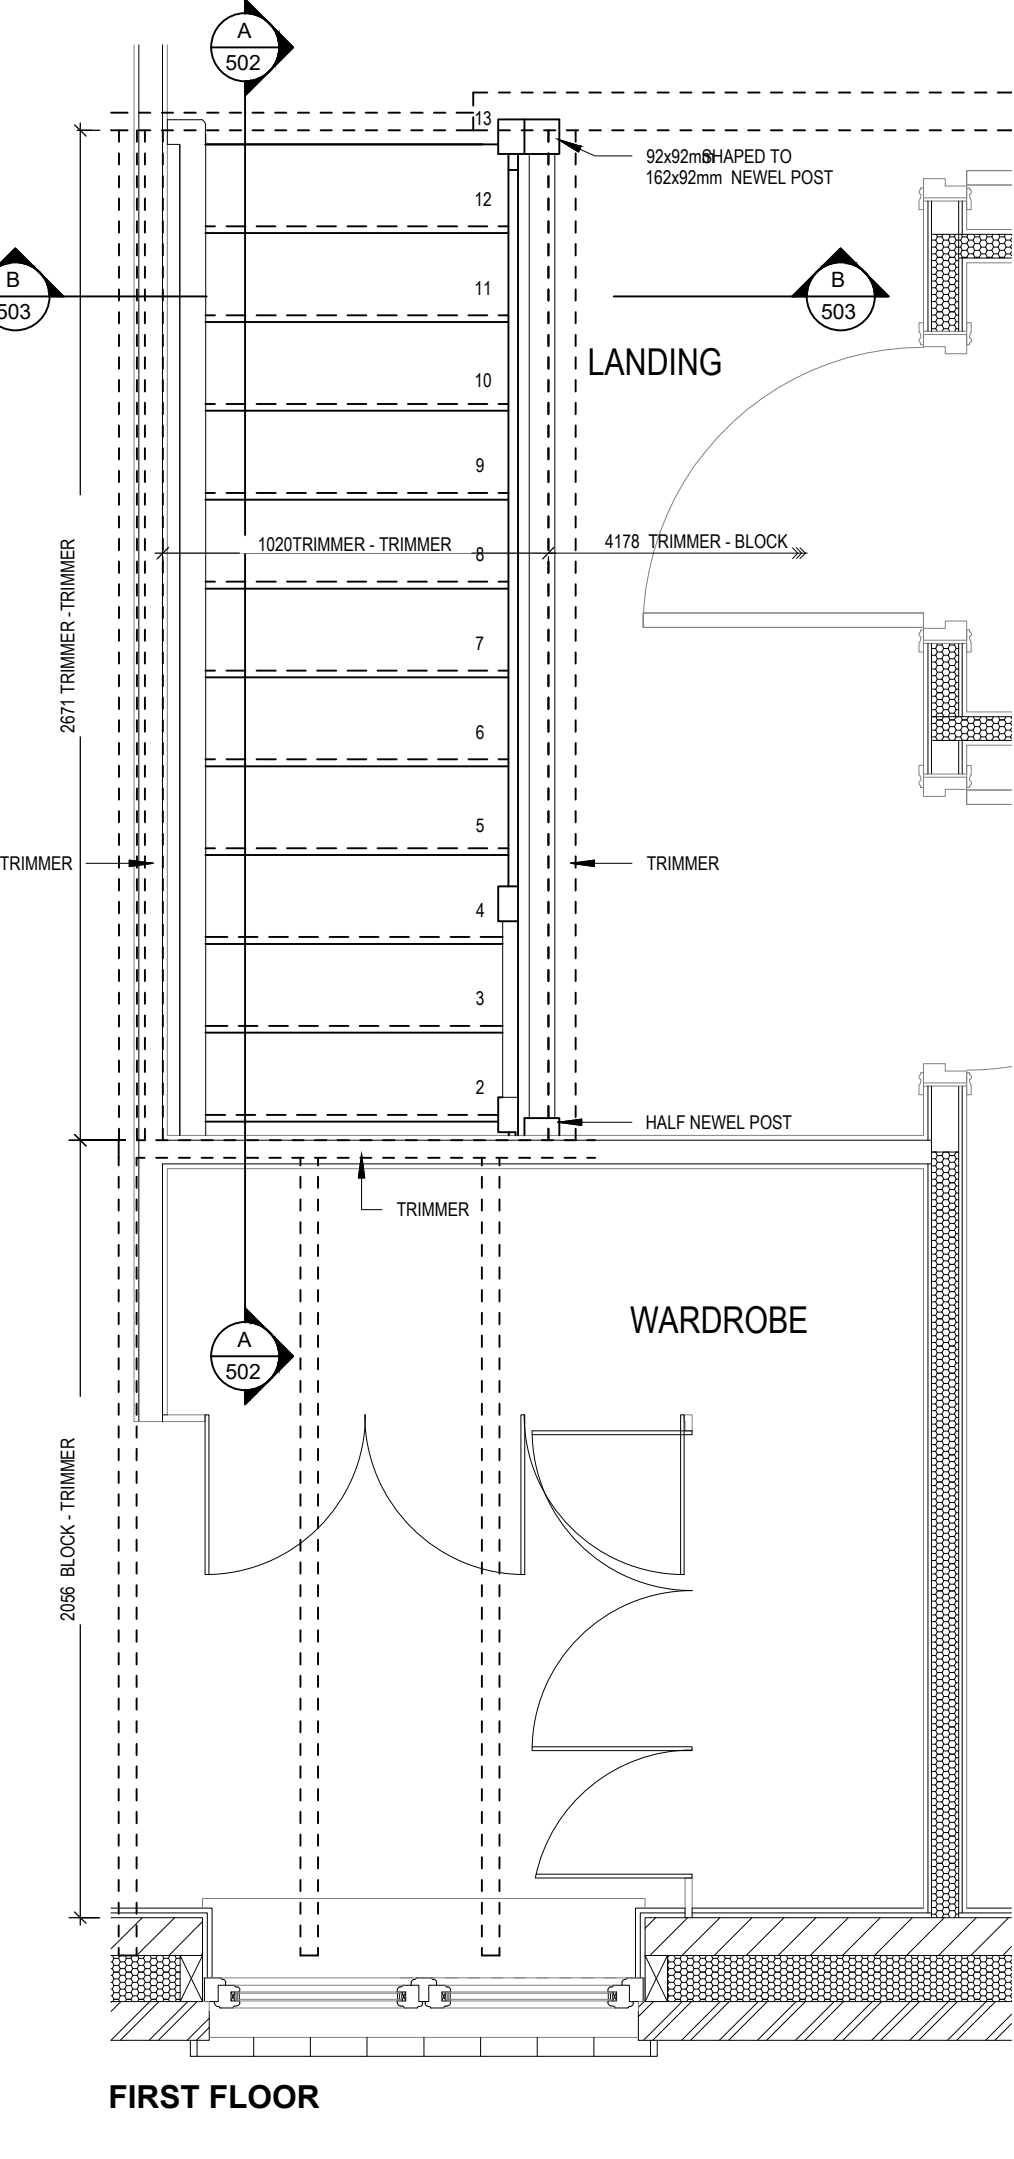 A
502
13
92x92mmSHAPED TO
162x92mm NEWEL POST
12
B
503
11
B
503
LANDING
10
9
1020TRIMMER - TRIMMER
8
4178 TRIMMER - BLOCK
2671 TRIMMER -TRIMMER
7
6
5
TRIMMER
TRIMMER
4
3
2
HALF NEWEL POST
TRIMMER
WARDROBE
A
502
2056 BLOCK - TRIMMER
FIRST FLOOR